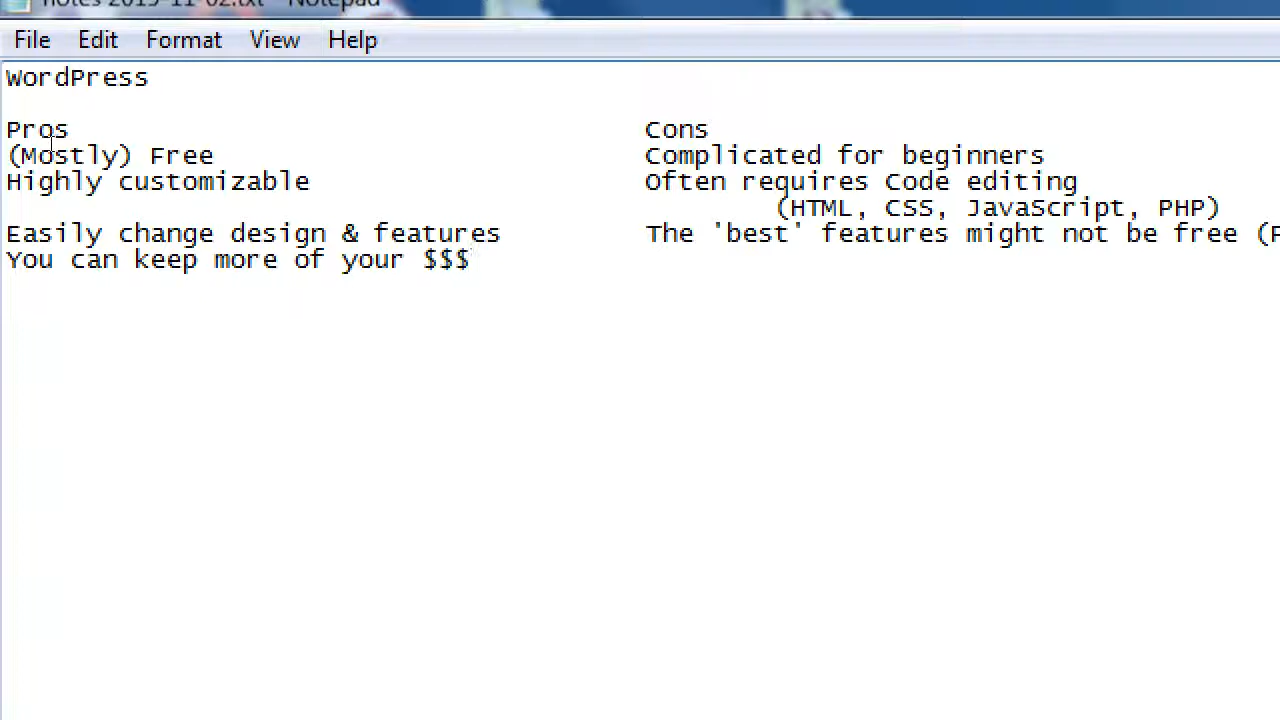 Notepad
File Edit Format View Help
WordPress
Pros Cons
(Mostly) Free Complicated for beginners
Highly customizable Often requires Code editing
(HTML, CSS, JavaScript, PHP)
Easily change design & features The 'best' features might not be free (
You can keep more of your $$$